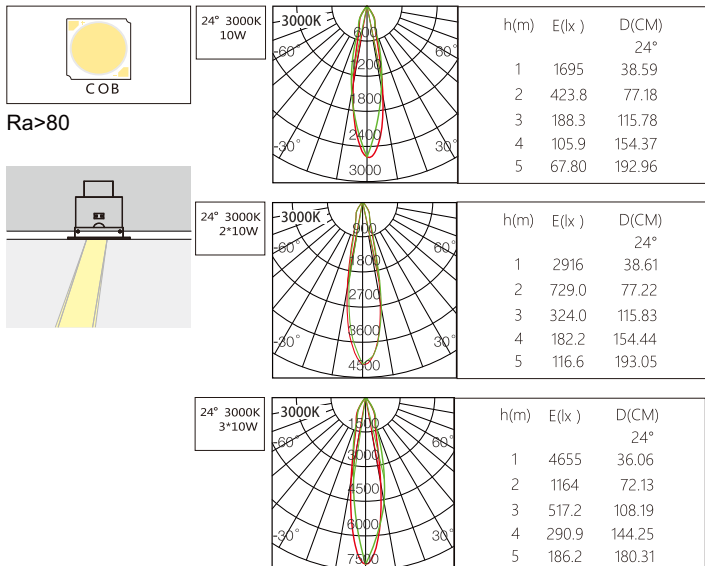 COB
Ra>80
24° 3000K
10W
3000K
600
1200
1800
2400
3000
-60°
60°
-30°
30°
h(m) E(lx ) D(CM)
24°
1 1695 38.59
2 423.8 77.18
3 188.3 115.78
4 105.9 154.37
5 67.80 192.96
24° 3000K
2*10W
3000K
900
1800
2700
3600
4500
-60°
60°
-30°
30°
h(m) E(lx ) D(CM)
24°
1 2916 38.61
2 729.0 77.22
3 324.0 115.83
4 182.2 154.44
5 116.6 193.05
24° 3000K
3*10W
3000K
1500
3000
4500
6000
7500
-60°
60°
-30°
30°
h(m) E(lx ) D(CM)
24°
1 4655 36.06
2 1164 72.13
3 517.2 108.19
4 290.9 144.25
5 186.2 180.31